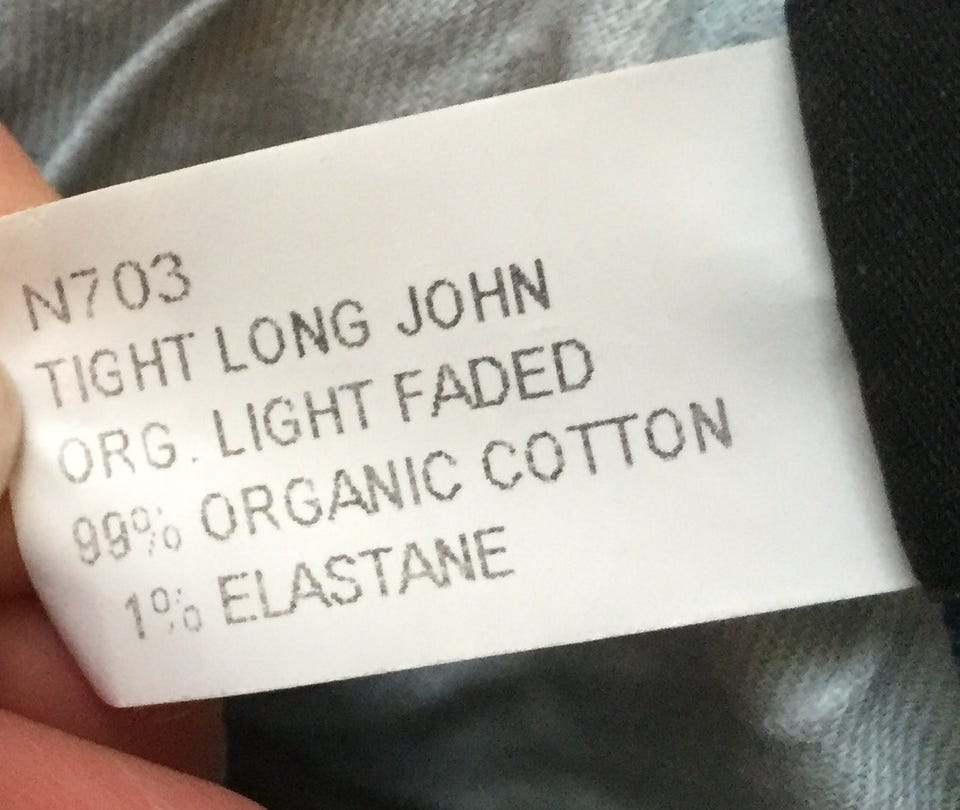 N703
TIGHT LONG JOHN
ORG. LIGHT FADED
99% ORGANIC COTTON
1% ELASTANE